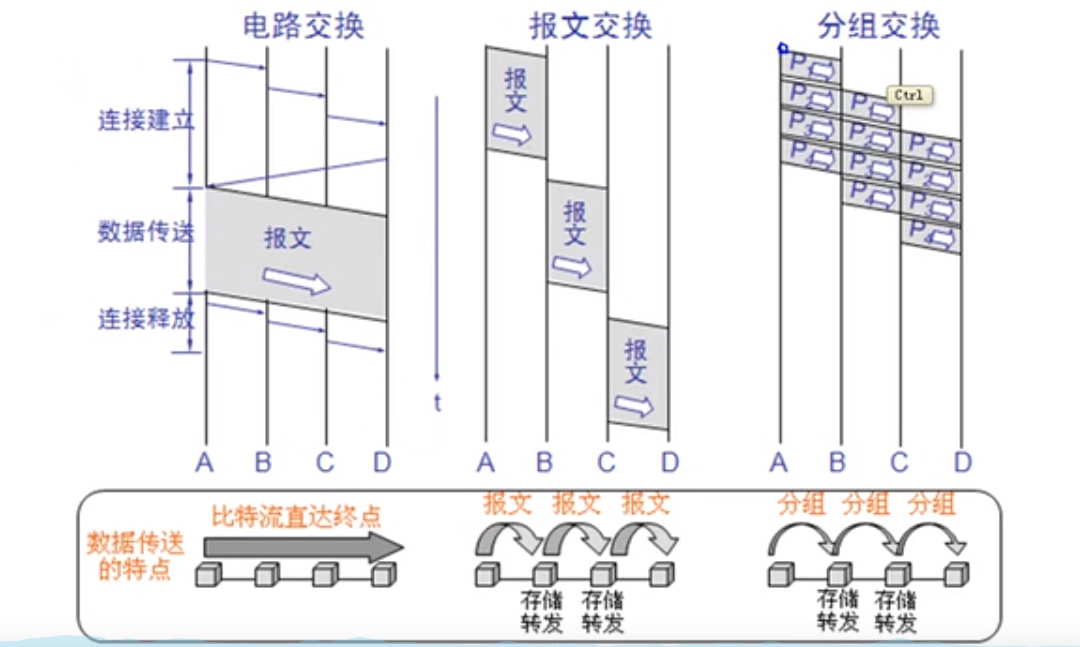 电路交换
报文交换
分组交换
连接建立
数据传送
连接释放
报文
A B C D
t
报文
报文
报文
A B C D
P1
P2 P1
P3 P2 P1
P4 P3 P2
P4 P3
P4
Ctrl
A B C D
数据传送
的特点
比特流直达终点
报文 报文 报文
存储
转发
存储
转发
分组 分组 分组
存储
转发
存储
转发